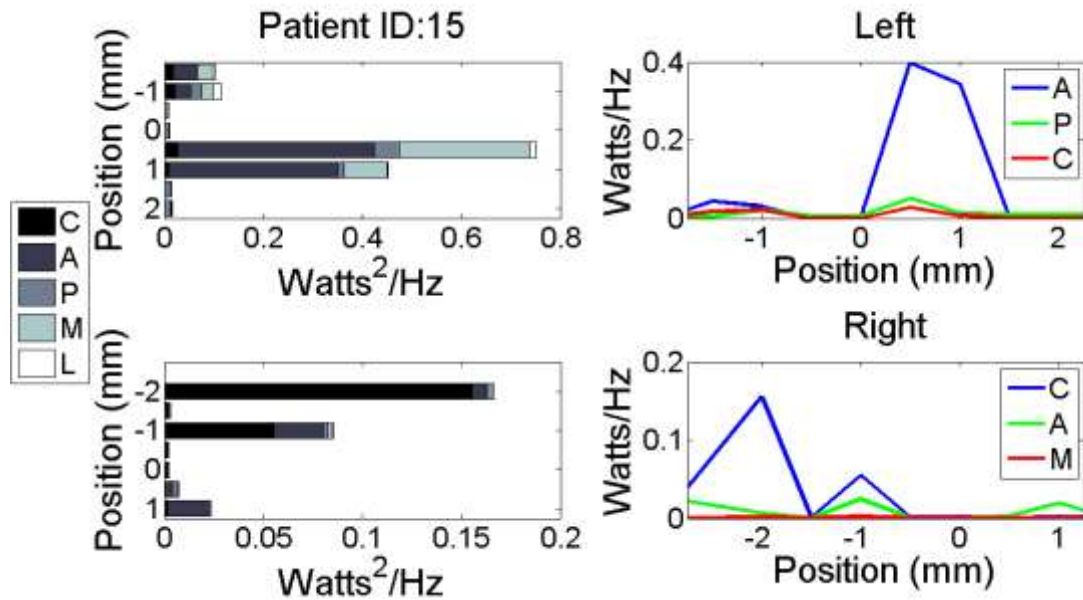 Patient ID:15
Position (mm)
-1
0
1
2
0
0.2
0.4
0.6
0.8
Watts²/Hz
C
A
P
M
L
Left
Watts/Hz
0.4
0.2
0
-1
0
1
2
Position (mm)
A
P
C
Position (mm)
-2
-1
0
1
0
0.05
0.1
0.15
0.2
Watts²/Hz
Right
Watts/Hz
0.2
0.1
0
-2
-1
0
1
Position (mm)
C
A
M